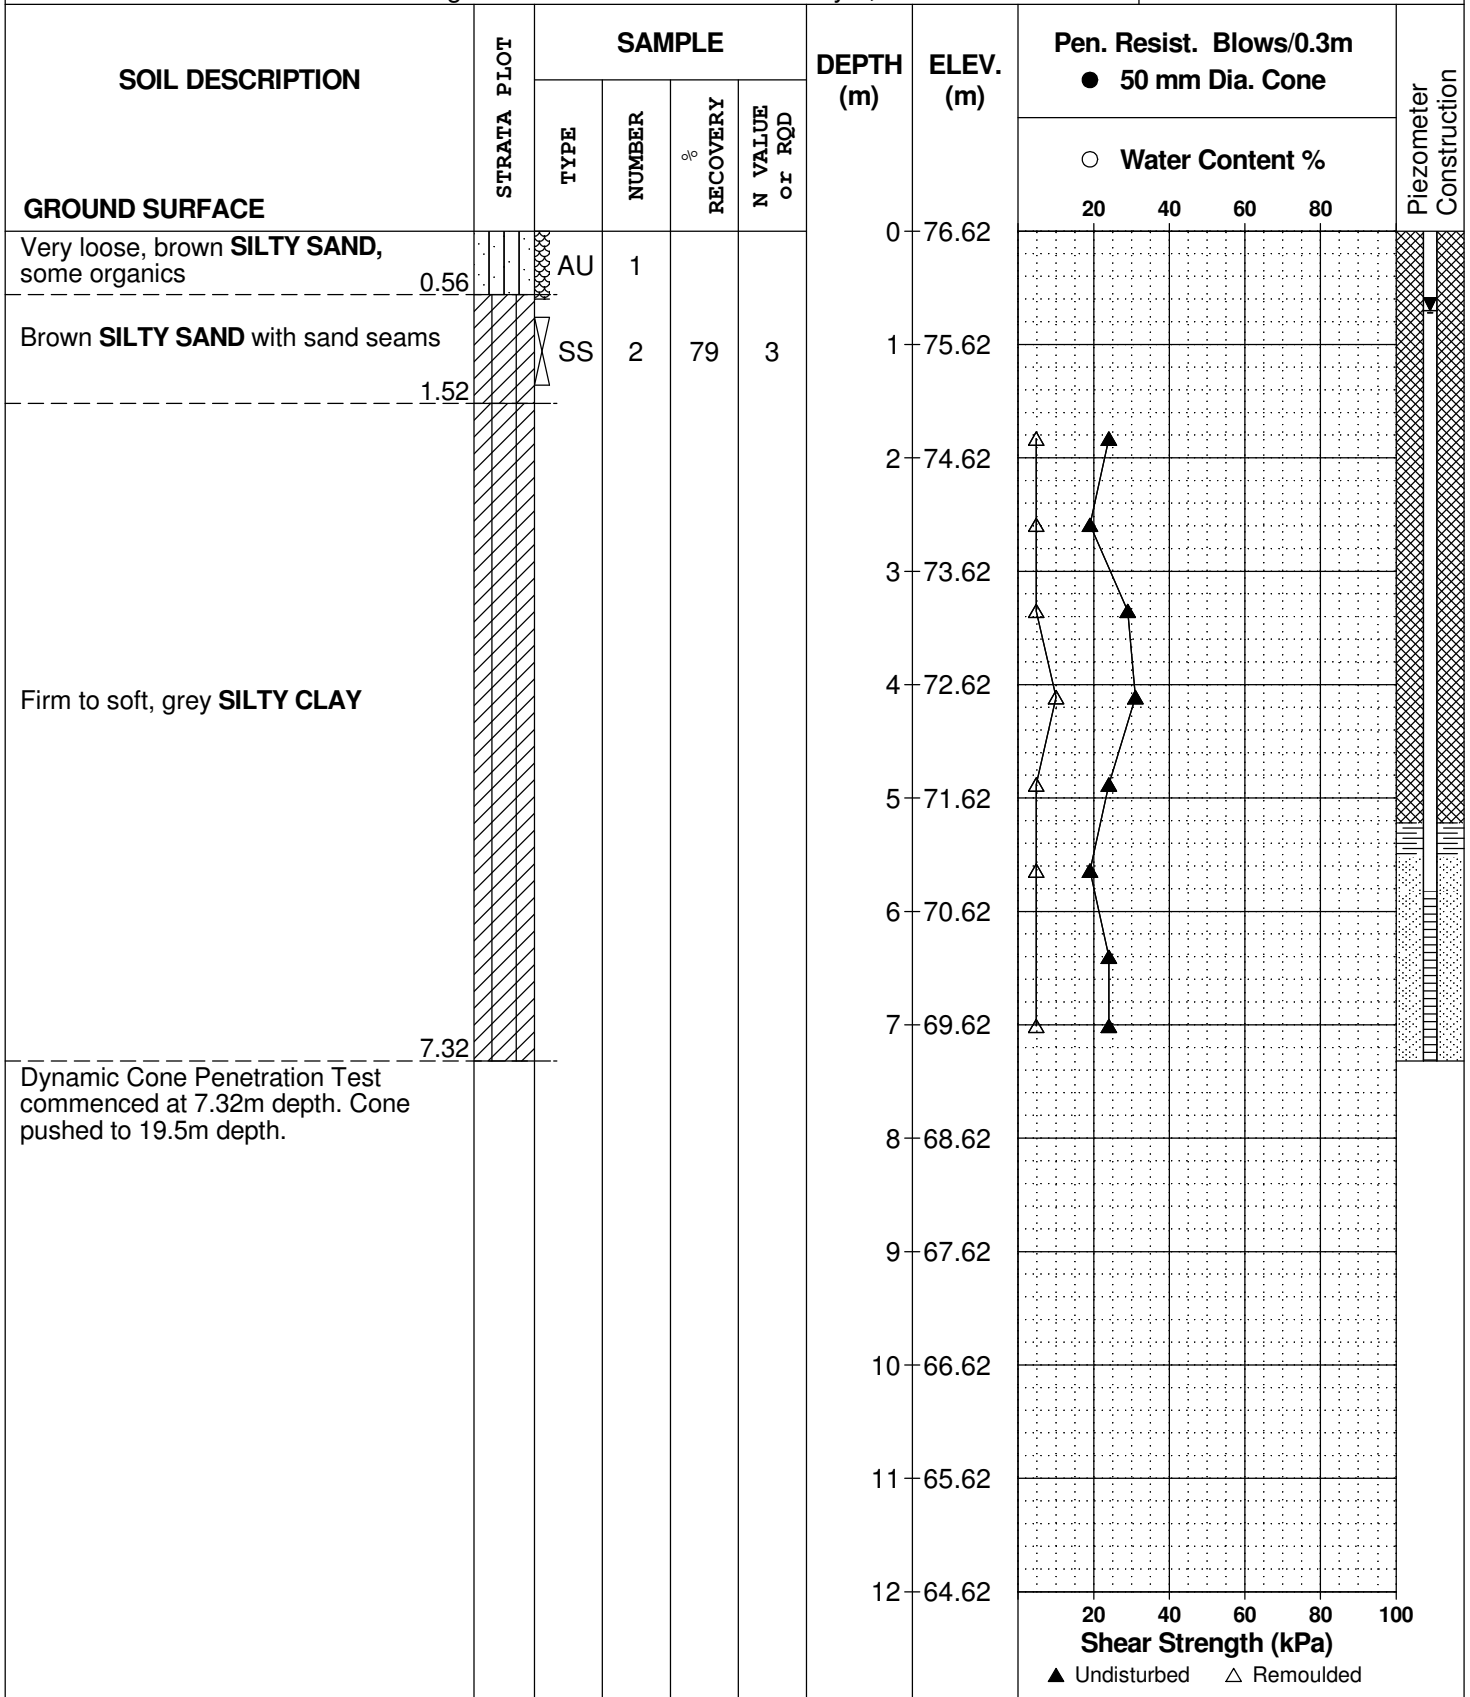 SOIL DESCRIPTION
GROUND SURFACE
STRATA PLOT
SAMPLE
TYPE
NUMBER
%
RECOVERY
N VALUE
or RQD
DEPTH
(m)
ELEV.
(m)
Pen. Resist. Blows/0.3m
● 50 mm Dia. Cone
○ Water Content %
20 40 60 80
Piezometer
Construction
Very loose, brown SILTY SAND,
some organics
0.56
AU 1
0 76.62
Brown SILTY SAND with sand seams
1.52
SS 2 79 3
1 75.62
2 74.62
3 73.62
Firm to soft, grey SILTY CLAY
4 72.62
5 71.62
6 70.62
7 69.62
7.32
Dynamic Cone Penetration Test
commenced at 7.32m depth. Cone
pushed to 19.5m depth.
8 68.62
9 67.62
10 66.62
11 65.62
12 64.62
20 40 60 80 100
Shear Strength (kPa)
▲ Undisturbed △ Remoulded